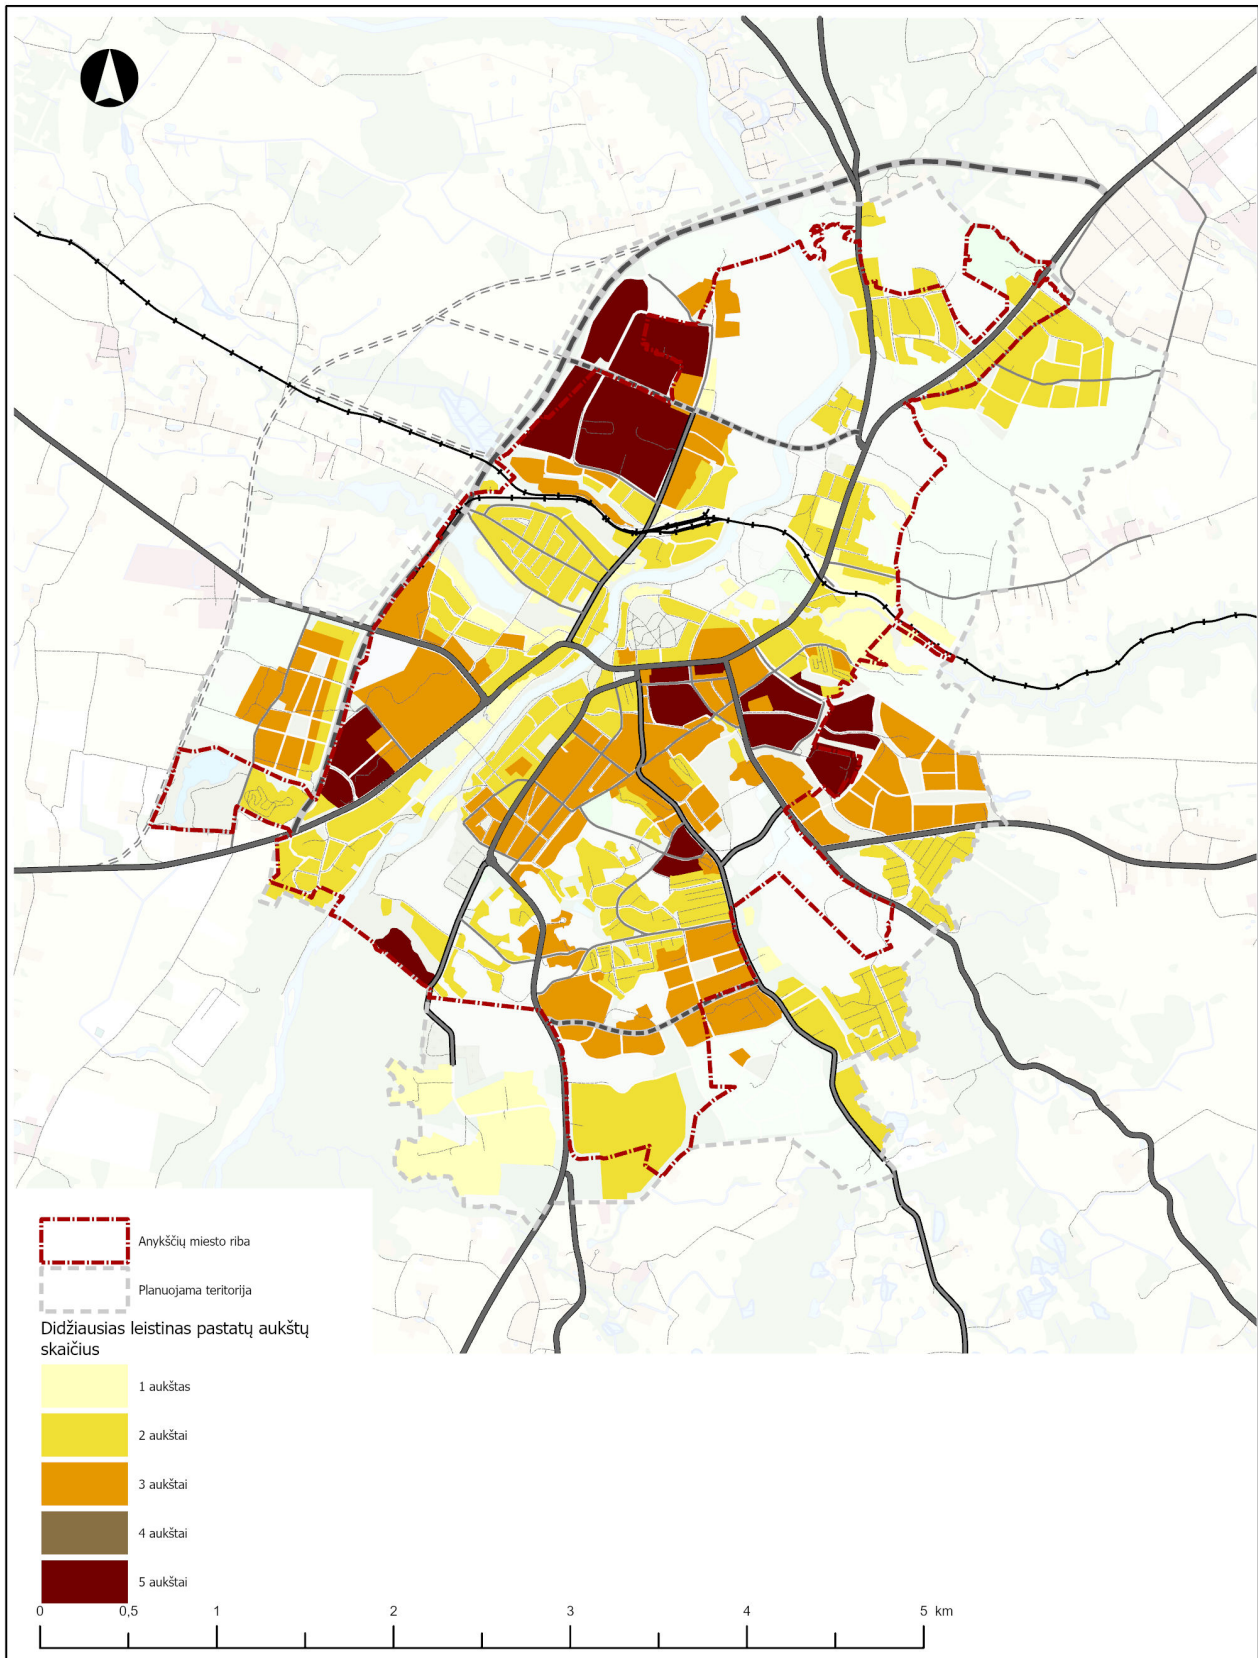 Anykščių miesto riba
Planuojama teritorija
Didžiausias leistinas pastatų aukštų
skaičius
1 aukštas
2 aukštai
3 aukštai
4 aukštai
5 aukštai
0 0,5 1 2 3 4 5 km